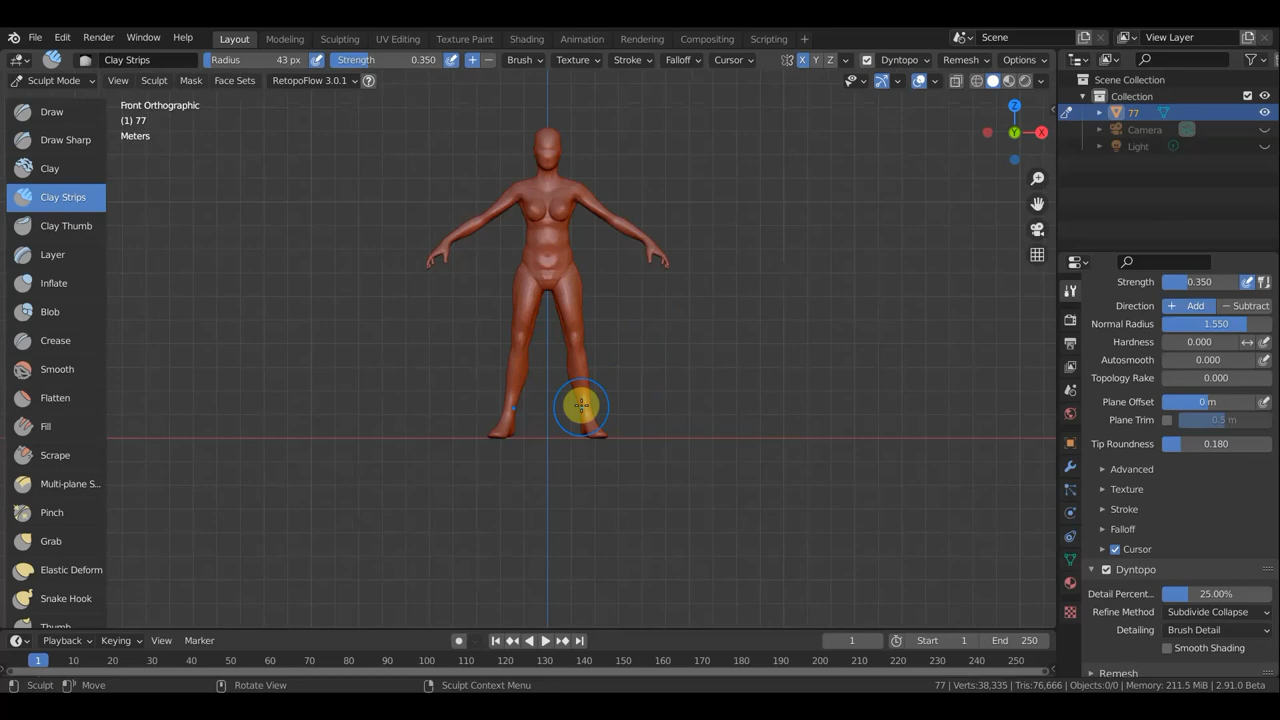 File Edit Render Window Help Layout Modeling Sculpting UV Editing Texture Paint Shading Animation Rendering Compositing Scripting Scene View Layer
Clay Strips Radius 43 px Strength 0.350 Brush Texture Stroke Falloff Cursor X Y Z Dyntopo Remesh Options
Sculpt Mode View Sculpt Mask Face Sets RetopoFlow 3.0.1
Scene Collection
Collection
77
Camera
Light
Front Orthographic
(1) 77
Meters
Z
Y
X
Draw
Draw Sharp
Clay
Clay Strips
Clay Thumb
Layer
Inflate
Blob
Crease
Smooth
Flatten
Fill
Scrape
Multi-plane S...
Pinch
Grab
Elastic Deform
Snake Hook
Strength 0.350
Direction Add Subtract
Normal Radius 1.550
Hardness 0.000
Autosmooth 0.000
Topology Rake 0.000
Plane Offset 0 m
Plane Trim 0.5 m
Tip Roundness 0.180
Advanced
Texture
Stroke
Falloff
Cursor
Dyntopo
Detail Percent... 25.00%
Refine Method Subdivide Collapse
Detailing Brush Detail
Smooth Shading
Remesh
Playback Keying View Marker 1 Start 1 End 250
1 10 20 30 40 50 60 70 80 90 100 110 120 130 140 150 160 170 180 190 200 210 220 230 240 250
Sculpt Move Rotate View Sculpt Context Menu 77 | Verts:38,335 | Tris:76,666 | Objects:0/0 | Memory: 211.5 MiB | 2.91.0 Beta